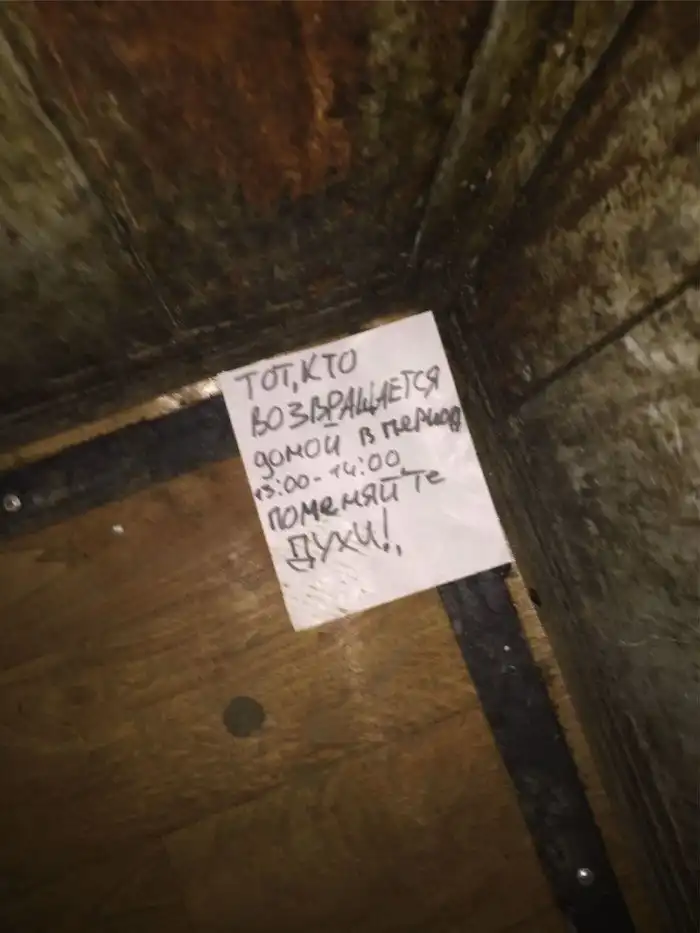 ТОТ, КТО
ВОЗВРАЩАЕТСЯ
домой в период
13:00-14:00
поменяйте
ДУХИ!